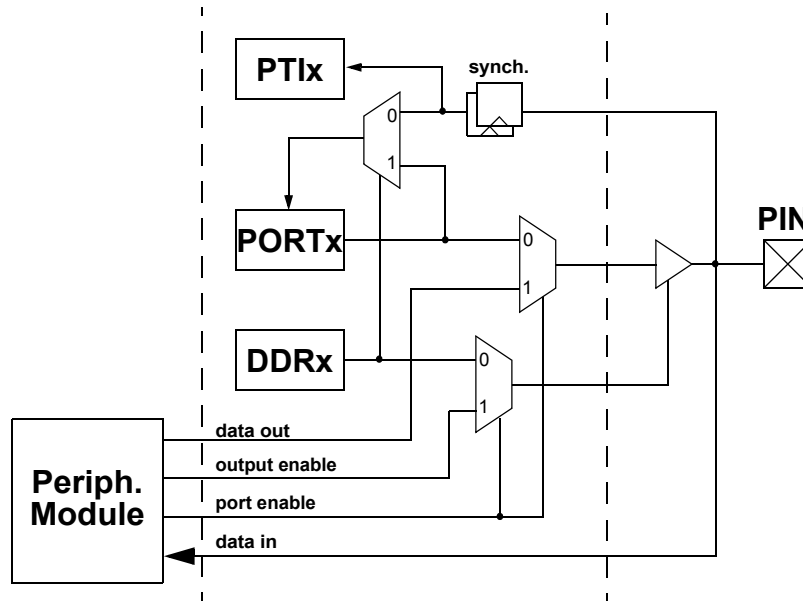 PTIx
synch.
0
1
PORTx
PIN
0
1
DDRx
0
1
data out
output enable
Periph.
Module
port enable
data in